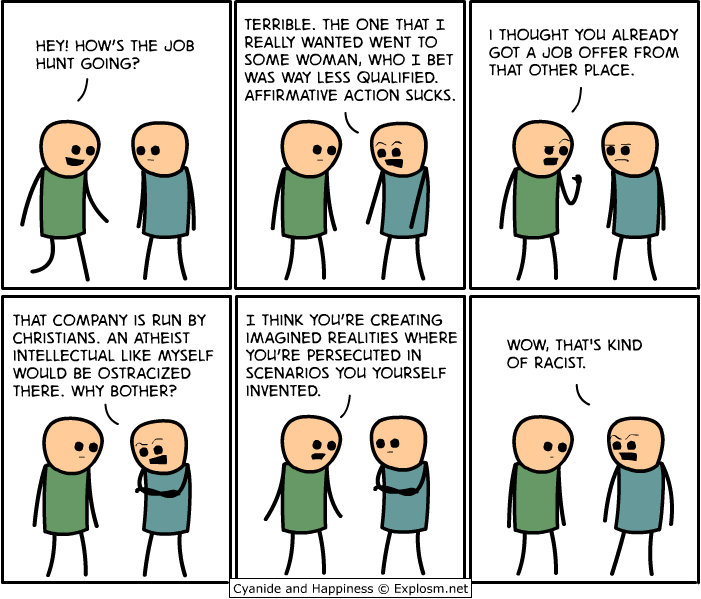 HEY! HOW'S THE JOB
HUNT GOING?
TERRIBLE. THE ONE THAT I
REALLY WANTED WENT TO
SOME WOMAN, WHO I BET
WAS WAY LESS QUALIFIED.
AFFIRMATIVE ACTION SUCKS.
I THOUGHT YOU ALREADY
GOT A JOB OFFER FROM
THAT OTHER PLACE.
THAT COMPANY IS RUN BY
CHRISTIANS. AN ATHEIST
INTELLECTUAL LIKE MYSELF
WOULD BE OSTRACIZED
THERE. WHY BOTHER?
I THINK YOU'RE CREATING
IMAGINED REALITIES WHERE
YOU'RE PERSECUTED IN
SCENARIOS YOU YOURSELF
INVENTED.
WOW, THAT'S KIND
OF RACIST.
Cyanide and Happiness © Explosm.net